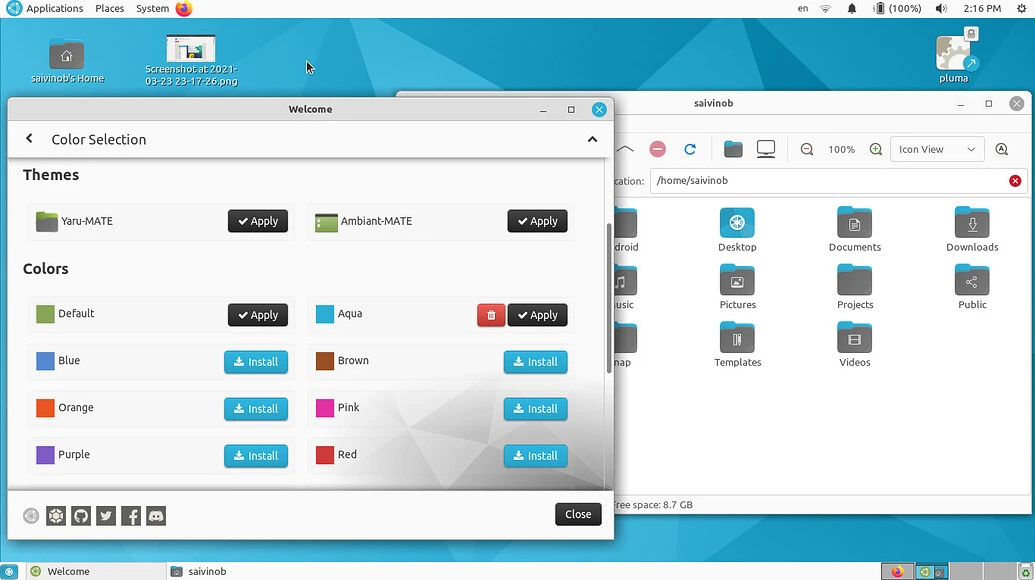 Applications Places System
en (100%) 2:16 PM
saivinob's Home
Screenshot at 2021-
03-23 23-17-26.png
pluma
Welcome
Color Selection
Themes
Yaru-MATE Apply
Ambiant-MATE Apply
Colors
Default Apply
Aqua Apply
Blue Install
Brown Install
Orange Install
Pink Install
Purple Install
Red Install
Close
saivinob
100% Icon View
cation: /home/saivinob
droid
Desktop
Documents
Downloads
usic
Pictures
Projects
Public
nap
Templates
Videos
free space: 8.7 GB
Welcome
saivinob